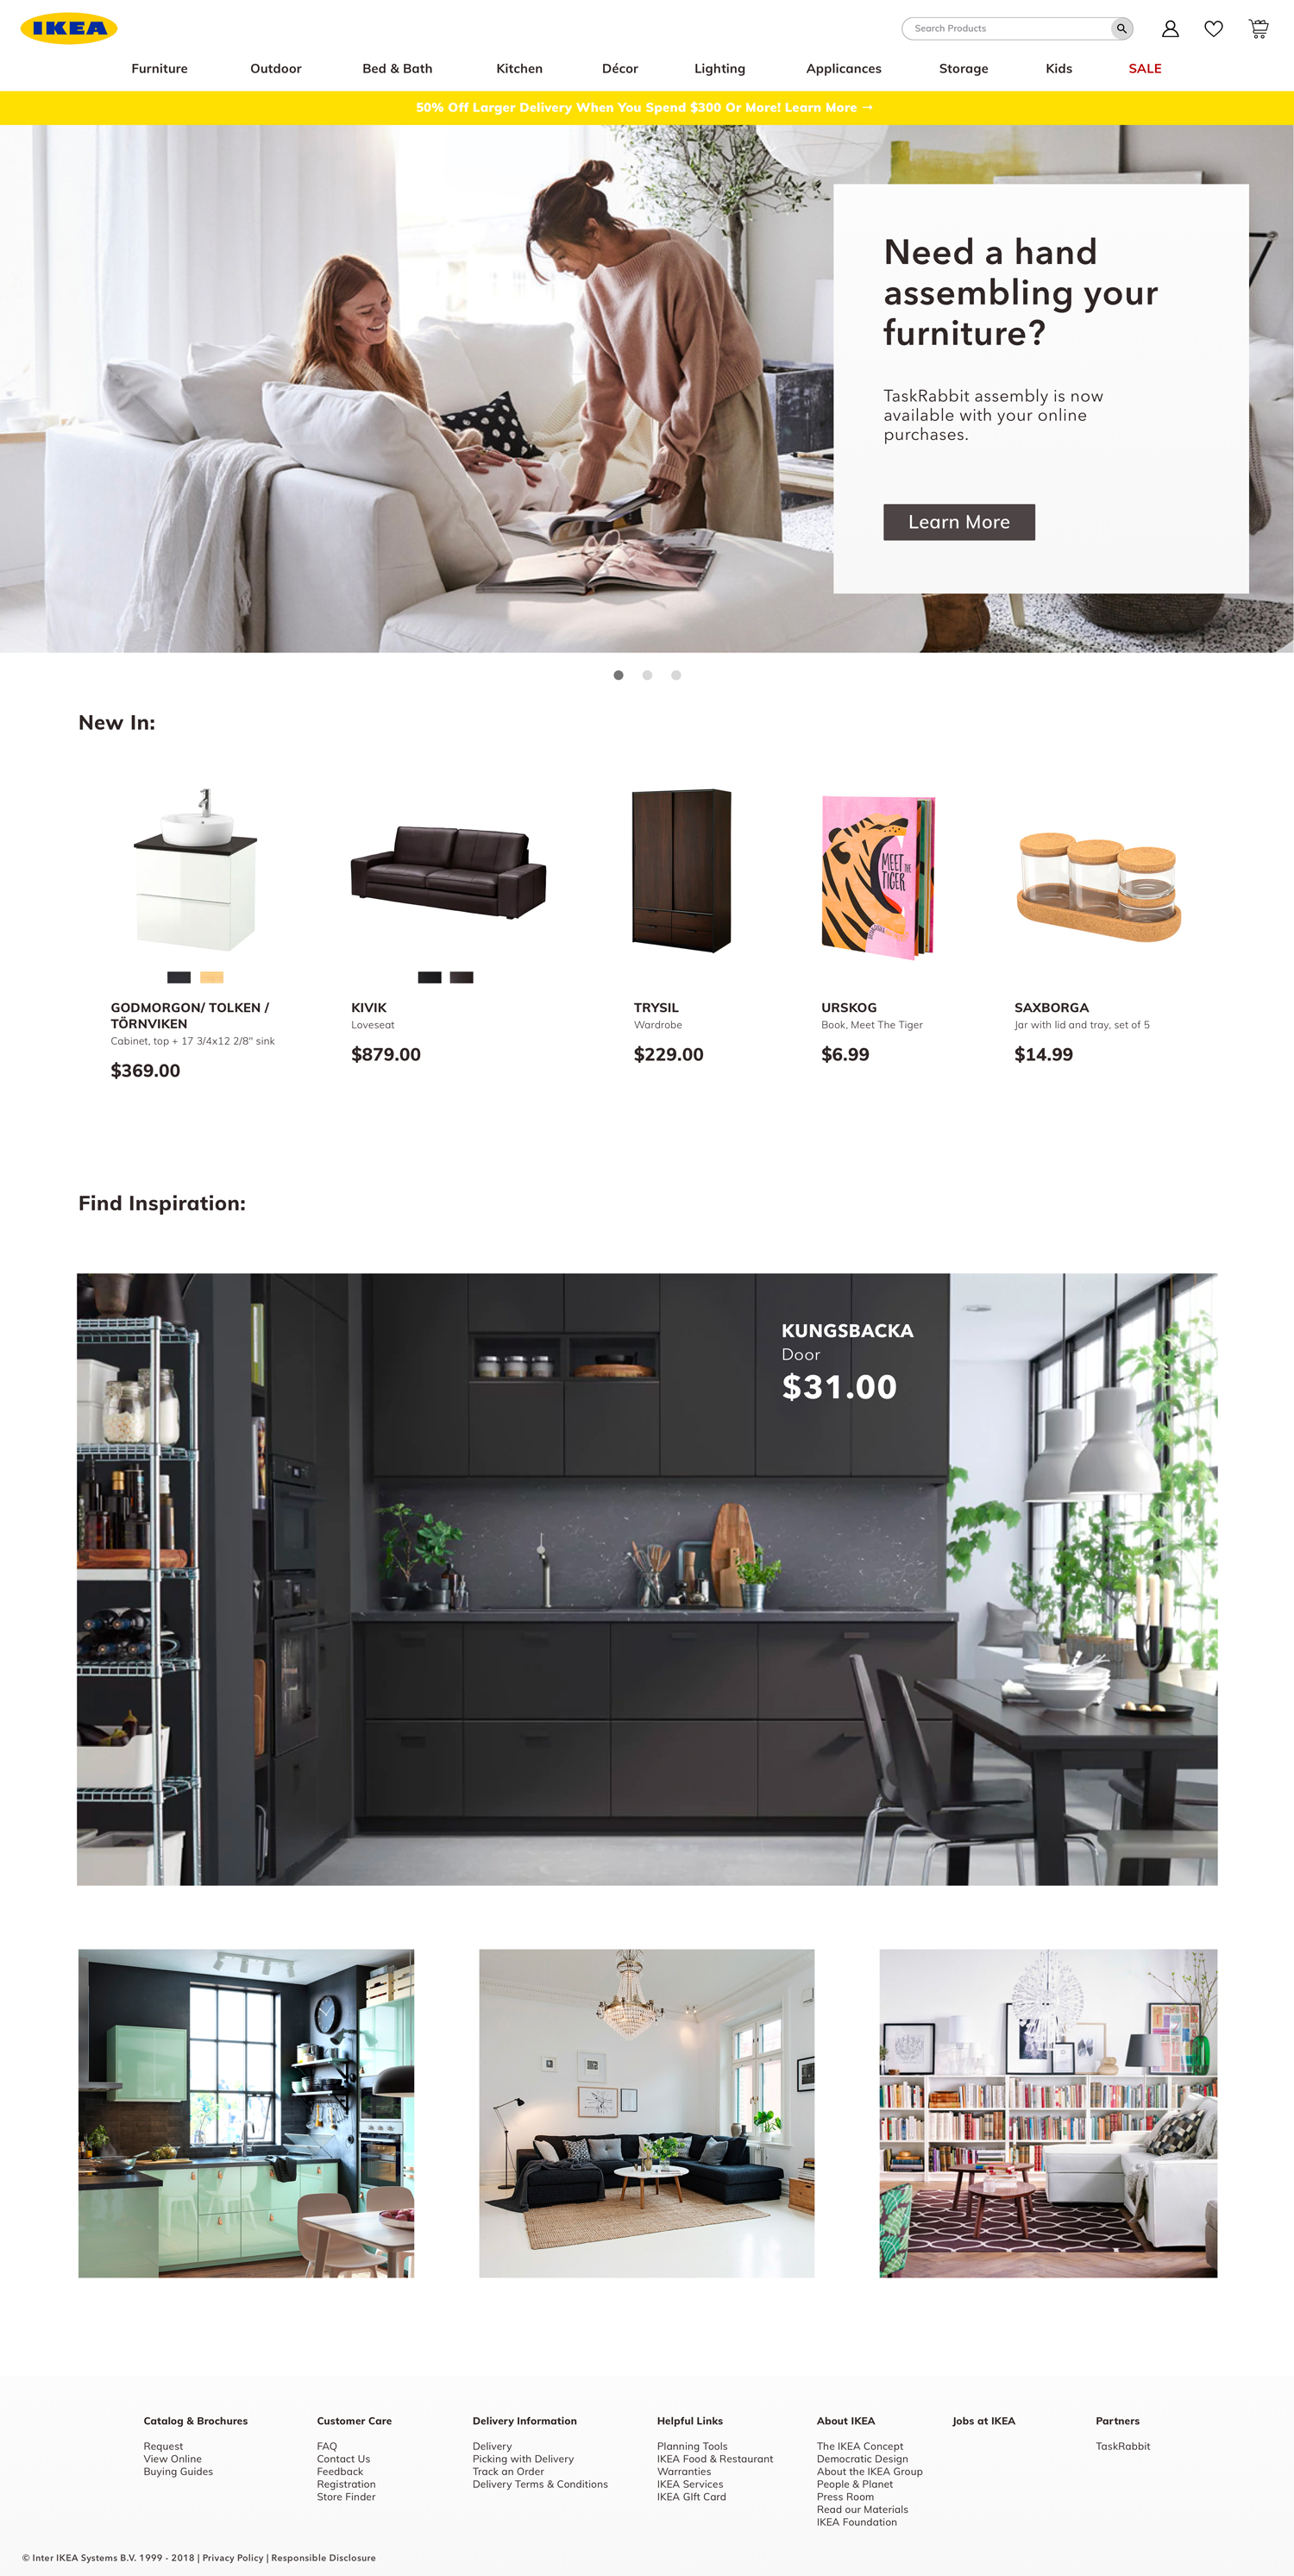 IKEA
Search Products
Furniture
Outdoor
Bed & Bath
Kitchen
Décor
Lighting
Applicances
Storage
Kids
SALE
50% Off Larger Delivery When You Spend $300 Or More! Learn More →
Need a hand
assembling your
furniture?
TaskRabbit assembly is now
available with your online
purchases.
Learn More
New In:
MEET THE
TIGER
GODMORGON/ TOLKEN /
TÖRNVIKEN
Cabinet, top + 17 3/4x12 2/8" sink
$369.00
KIVIK
Loveseat
$879.00
TRYSIL
Wardrobe
$229.00
URSKOG
Book, Meet The Tiger
$6.99
SAXBORGA
Jar with lid and tray, set of 5
$14.99
Find Inspiration:
KUNGSBACKA
Door
$31.00
Catalog & Brochures
Request
View Online
Buying Guides
Customer Care
FAQ
Contact Us
Feedback
Registration
Store Finder
Delivery Information
Delivery
Picking with Delivery
Track an Order
Delivery Terms & Conditions
Helpful Links
Planning Tools
IKEA Food & Restaurant
Warranties
IKEA Services
IKEA GIft Card
About IKEA
The IKEA Concept
Democratic Design
About the IKEA Group
People & Planet
Press Room
Read our Materials
IKEA Foundation
Jobs at IKEA
Partners
TaskRabbit
© Inter IKEA Systems B.V. 1999 - 2018 | Privacy Policy | Responsible Disclosure